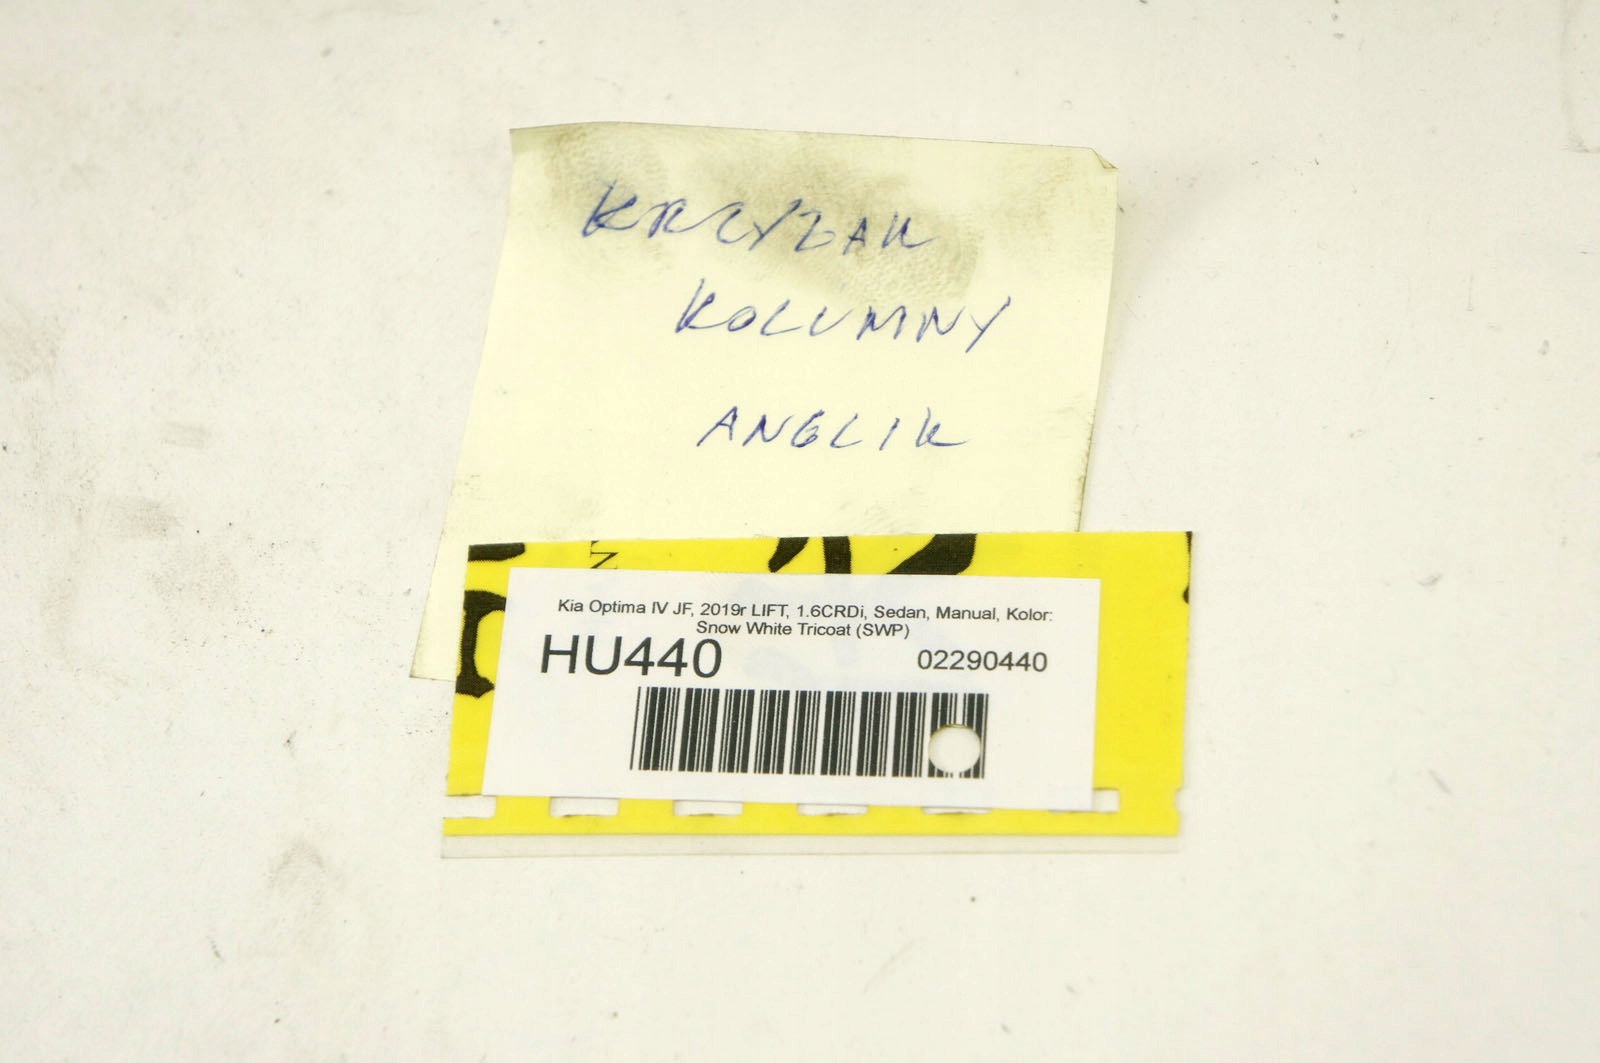 KRZYŻAK
KOLUMNY
ANGLIK
Kia Optima IV JF, 2019r LIFT, 1.6CRDi, Sedan, Manual, Kolor:
Snow White Tricoat (SWP)
HU440 02290440